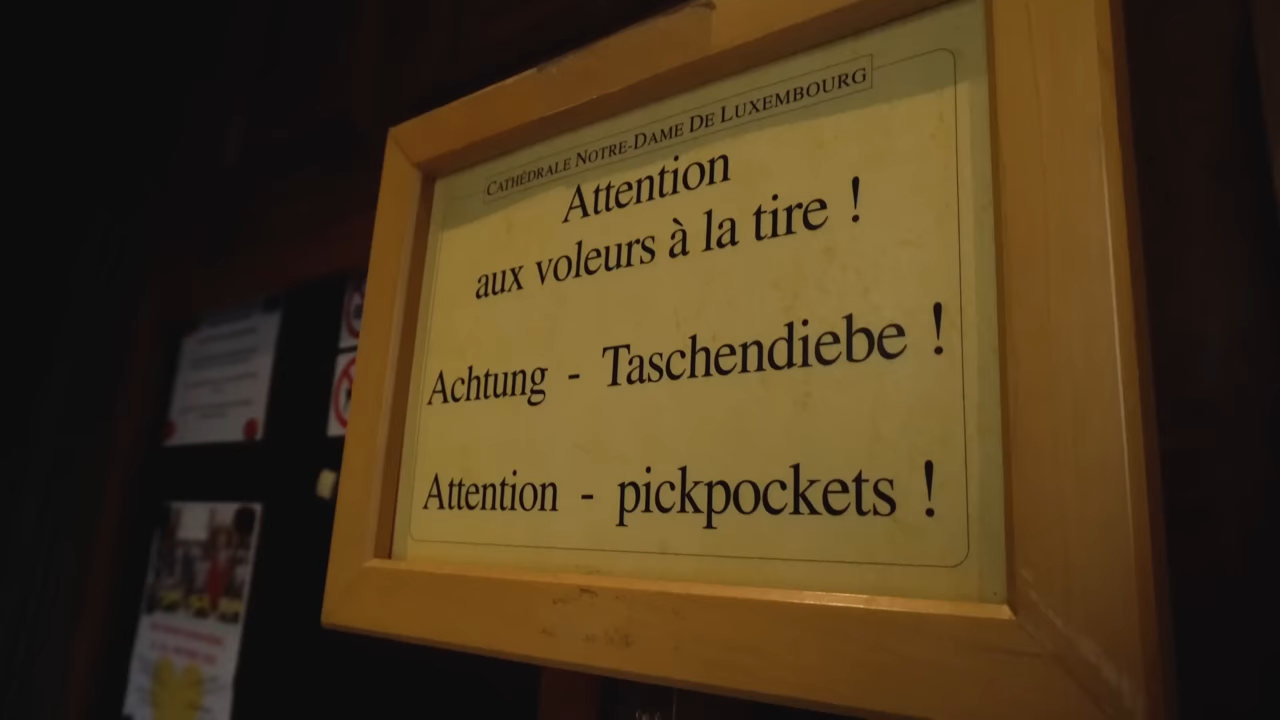 CATHÉDRALE NOTRE-DAME DE LUXEMBOURG
Attention
aux voleurs à la tire !
Achtung - Taschendiebe !
Attention - pickpockets !